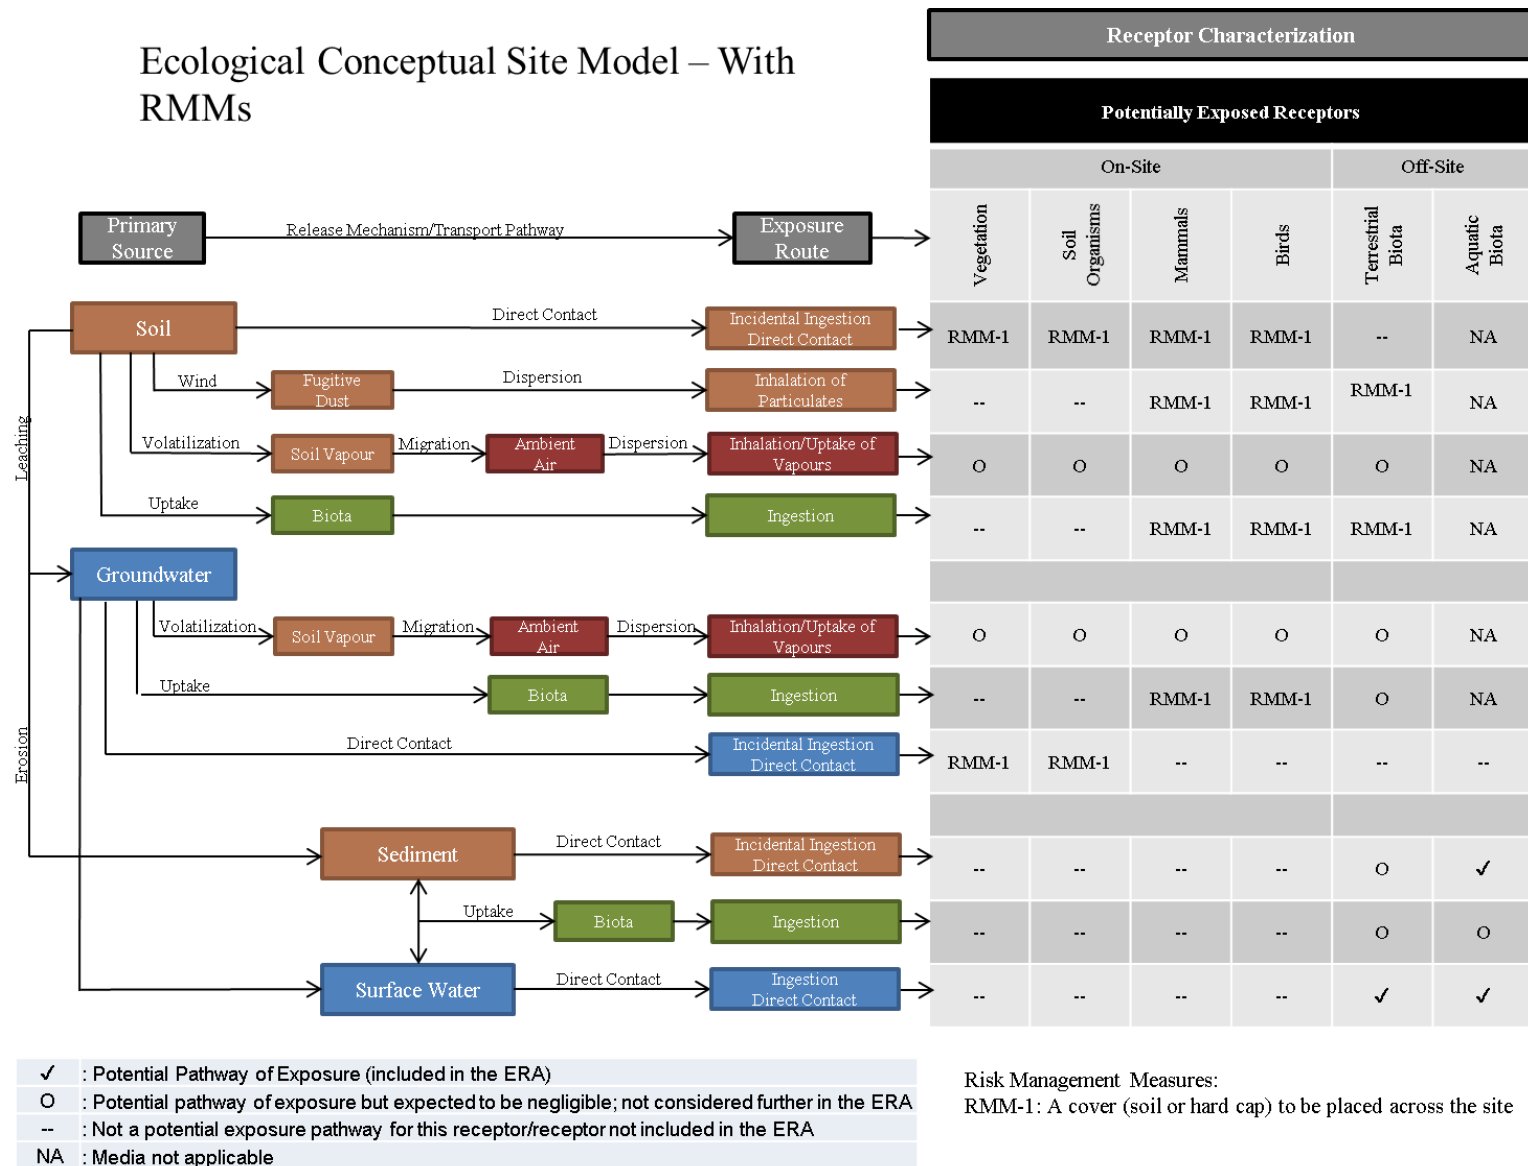 Ecological Conceptual Site Model – With
RMMs
Receptor Characterization
Potentially Exposed Receptors
On-Site
Off-Site
Primary
Source
Release Mechanism/Transport Pathway
Exposure
Route
Vegetation
Soil
Organisms
Mammals
Birds
Terrestrial
Biota
Aquatic
Biota
Leaching
Erosion
Soil
Direct Contact
Incidental Ingestion
Direct Contact
RMM-1 RMM-1 RMM-1 RMM-1 -- NA
Wind
Fugitive
Dust
Dispersion
Inhalation of
Particulates
-- -- RMM-1 RMM-1 RMM-1 NA
Volatilization
Soil Vapour
Migration
Ambient
Air
Dispersion
Inhalation/Uptake of
Vapours
O O O O O NA
Uptake
Biota
Ingestion
-- -- RMM-1 RMM-1 RMM-1 NA
Groundwater
Volatilization
Soil Vapour
Migration
Ambient
Air
Dispersion
Inhalation/Uptake of
Vapours
O O O O O NA
Uptake
Biota
Ingestion
-- -- RMM-1 RMM-1 O NA
Direct Contact
Incidental Ingestion
Direct Contact
RMM-1 RMM-1 -- -- -- --
Sediment
Direct Contact
Incidental Ingestion
Direct Contact
-- -- -- -- O ✓
Uptake
Biota
Ingestion
-- -- -- -- O O
Surface Water
Direct Contact
Ingestion
Direct Contact
-- -- -- -- ✓ ✓
✓ : Potential Pathway of Exposure (included in the ERA)
O : Potential pathway of exposure but expected to be negligible; not considered further in the ERA
-- : Not a potential exposure pathway for this receptor/receptor not included in the ERA
NA : Media not applicable
Risk Management Measures:
RMM-1: A cover (soil or hard cap) to be placed across the site